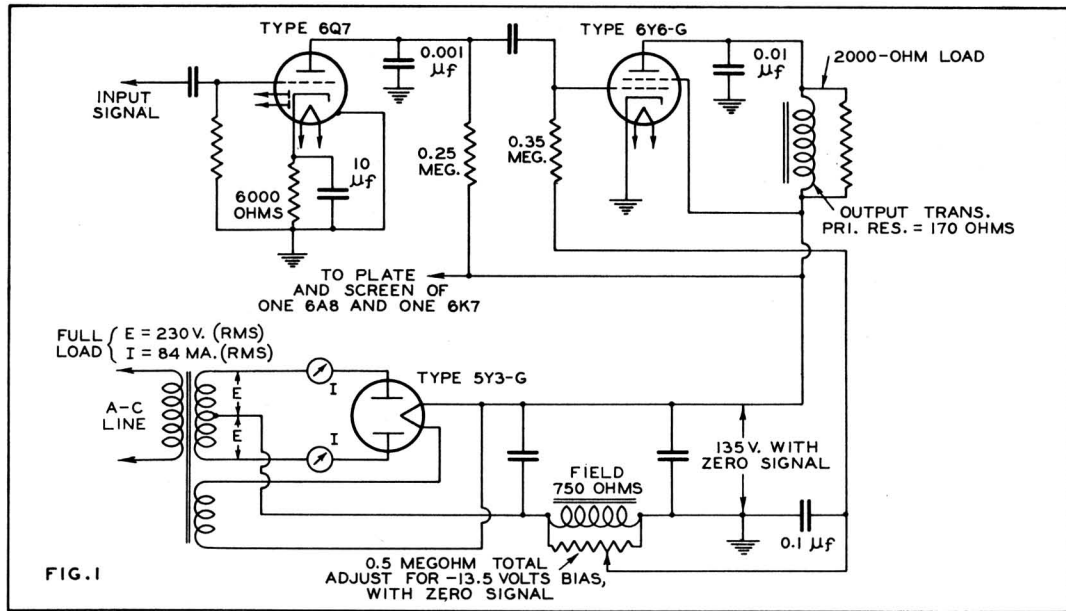 TYPE 6Q7
TYPE 6Y6-G
0.001
µf
0.01
µf
2000-OHM LOAD
INPUT
SIGNAL
0.25
MEG.
0.35
MEG.
10
µf
6000
OHMS
OUTPUT TRANS.
PRI. RES. = 170 OHMS
TO PLATE
AND SCREEN OF
ONE 6A8 AND ONE 6K7
FULL
LOAD
E = 230 V. (RMS)
I = 84 MA. (RMS)
TYPE 5Y3-G
I
E
A-C
LINE
E
I
135 V. WITH
ZERO SIGNAL
FIELD
750 OHMS
0.1 µf
0.5 MEGOHM TOTAL
ADJUST FOR -13.5 VOLTS BIAS,
WITH ZERO SIGNAL
FIG. 1